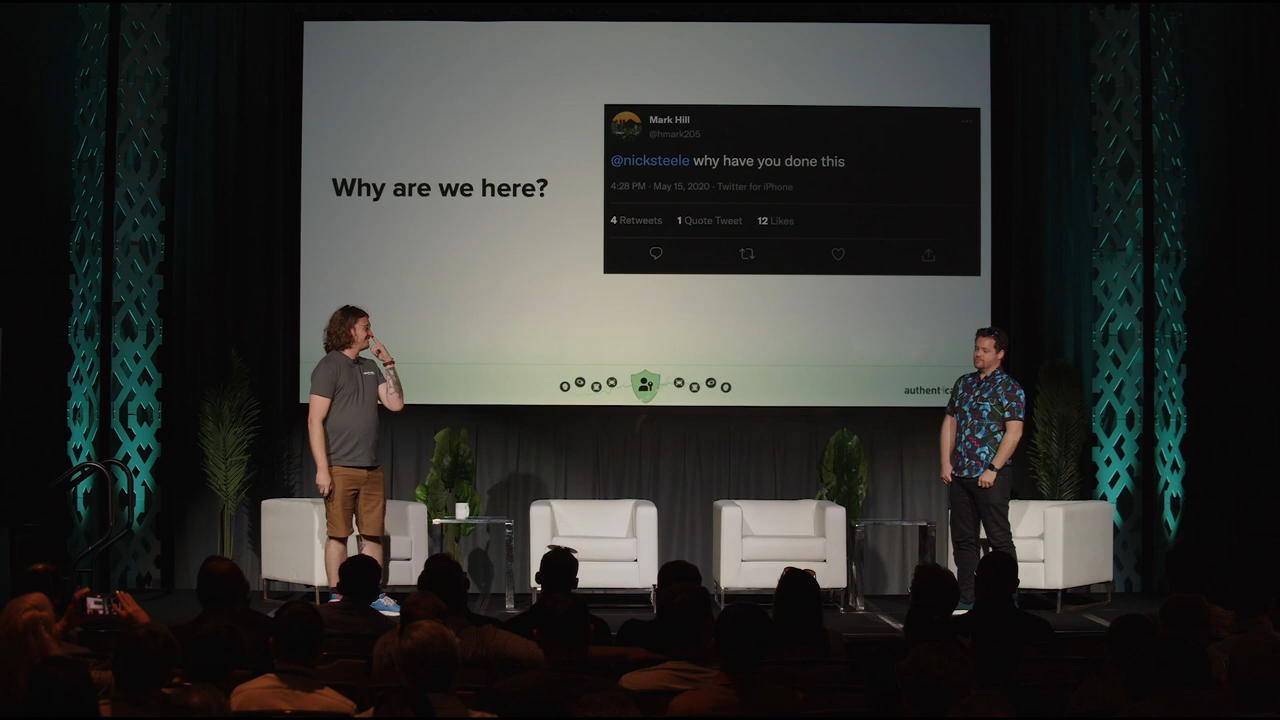 Why are we here?
Mark Hill
@hmark205
@nicksteele why have you done this
4:28 PM · May 15, 2020 · Twitter for iPhone
4 Retweets 1 Quote Tweet 12 Likes